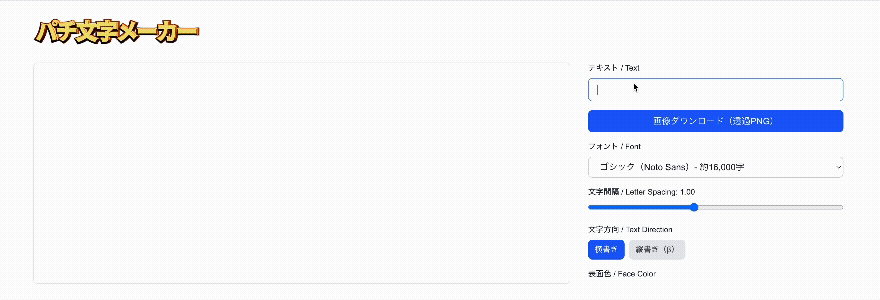 パチ文字メーカー
テキスト / Text
画像ダウンロード（透過PNG）
フォント / Font
ゴシック（Noto Sans）- 約16,000字
文字間隔 / Letter Spacing: 1.00
文字方向 / Text Direction
横書き 縦書き（β）
表面色 / Face Color